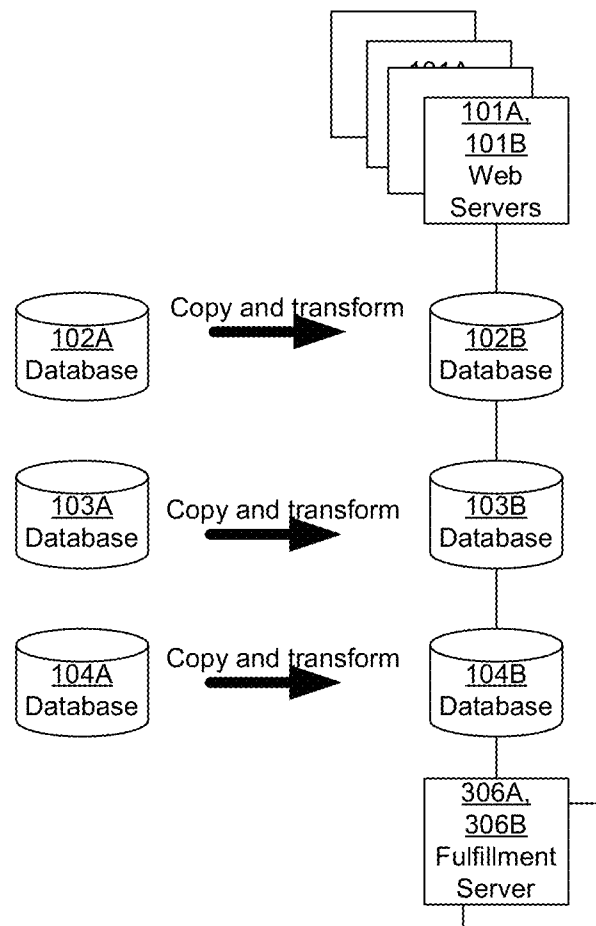 101A,
101B
Web
Servers
Copy and transform
102A
Database
102B
Database
Copy and transform
103A
Database
103B
Database
Copy and transform
104A
Database
104B
Database
306A,
306B
Fulfillment
Server